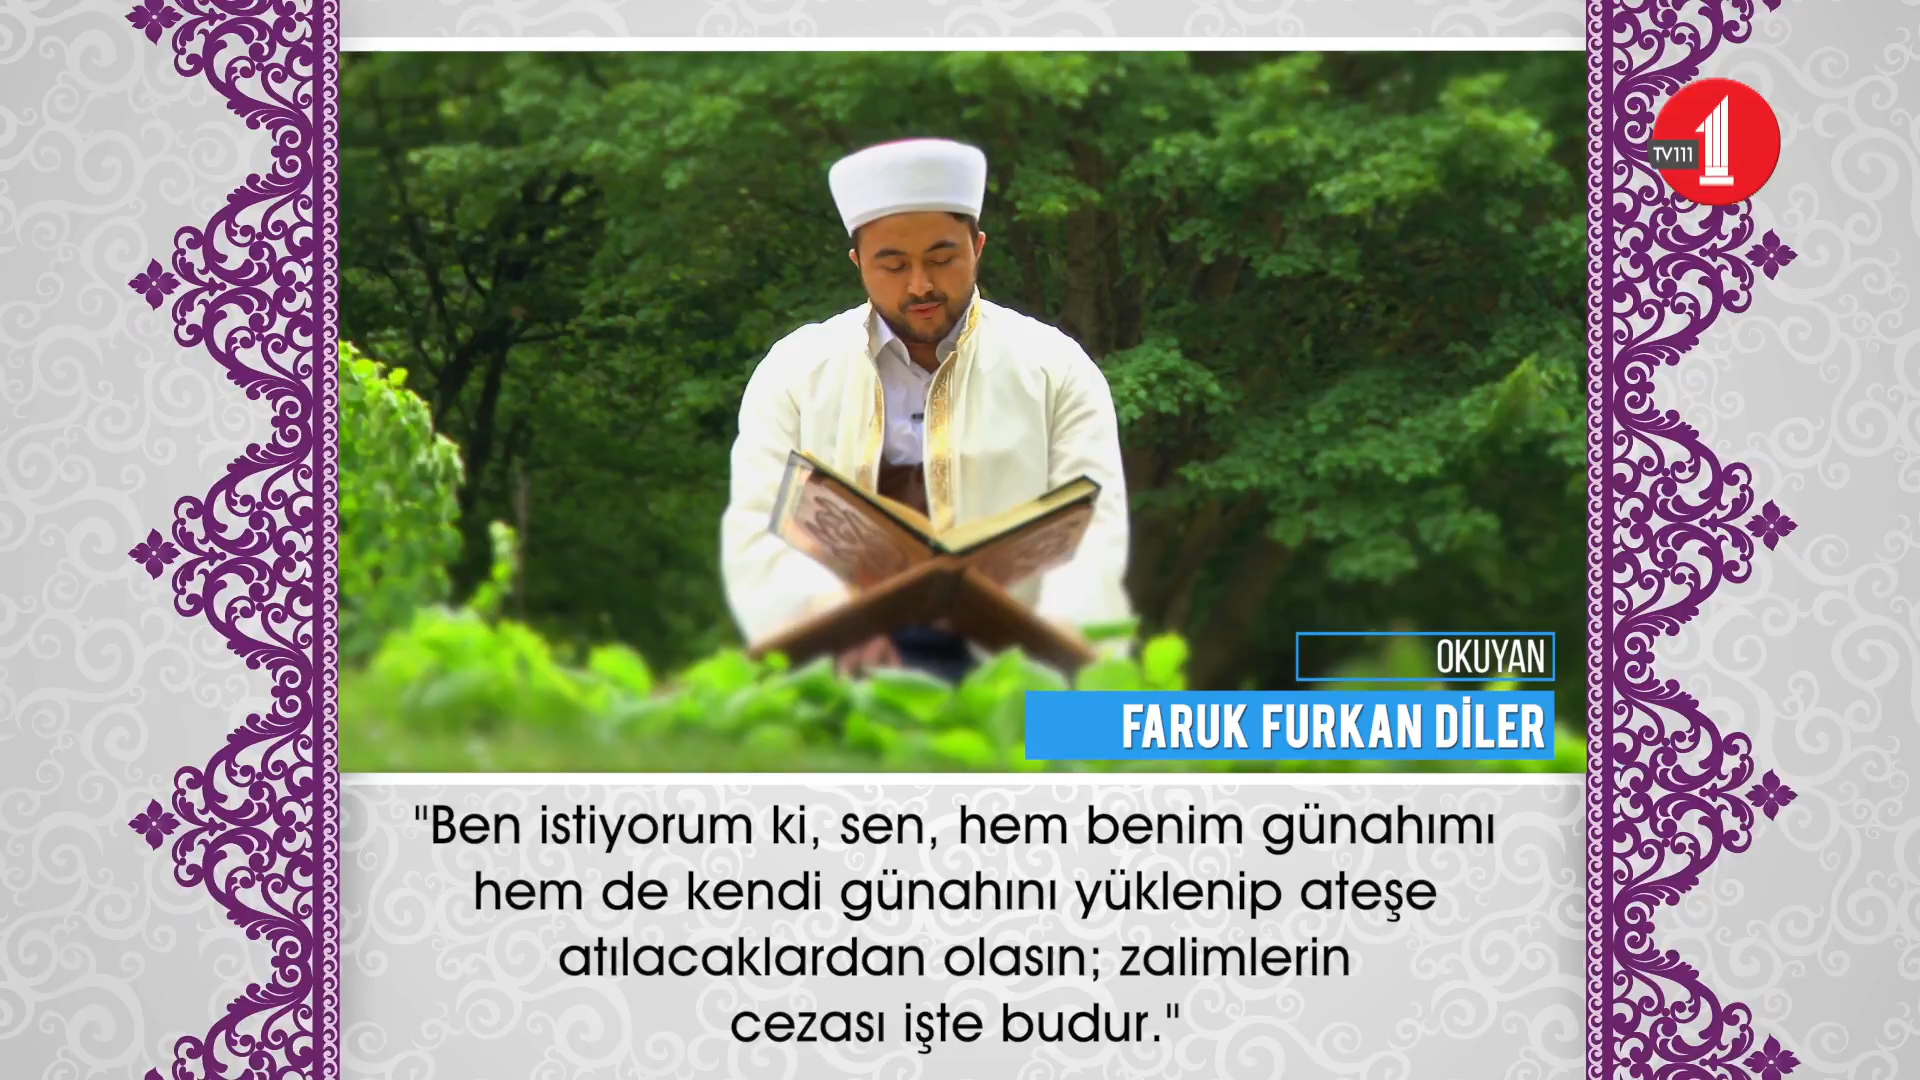 TV111
OKUYAN
FARUK FURKAN DİLER
"Ben istiyorum ki, sen, hem benim günahımı
hem de kendi günahını yüklenip ateşe
atılacaklardan olasın; zalimlerin
cezası işte budur."